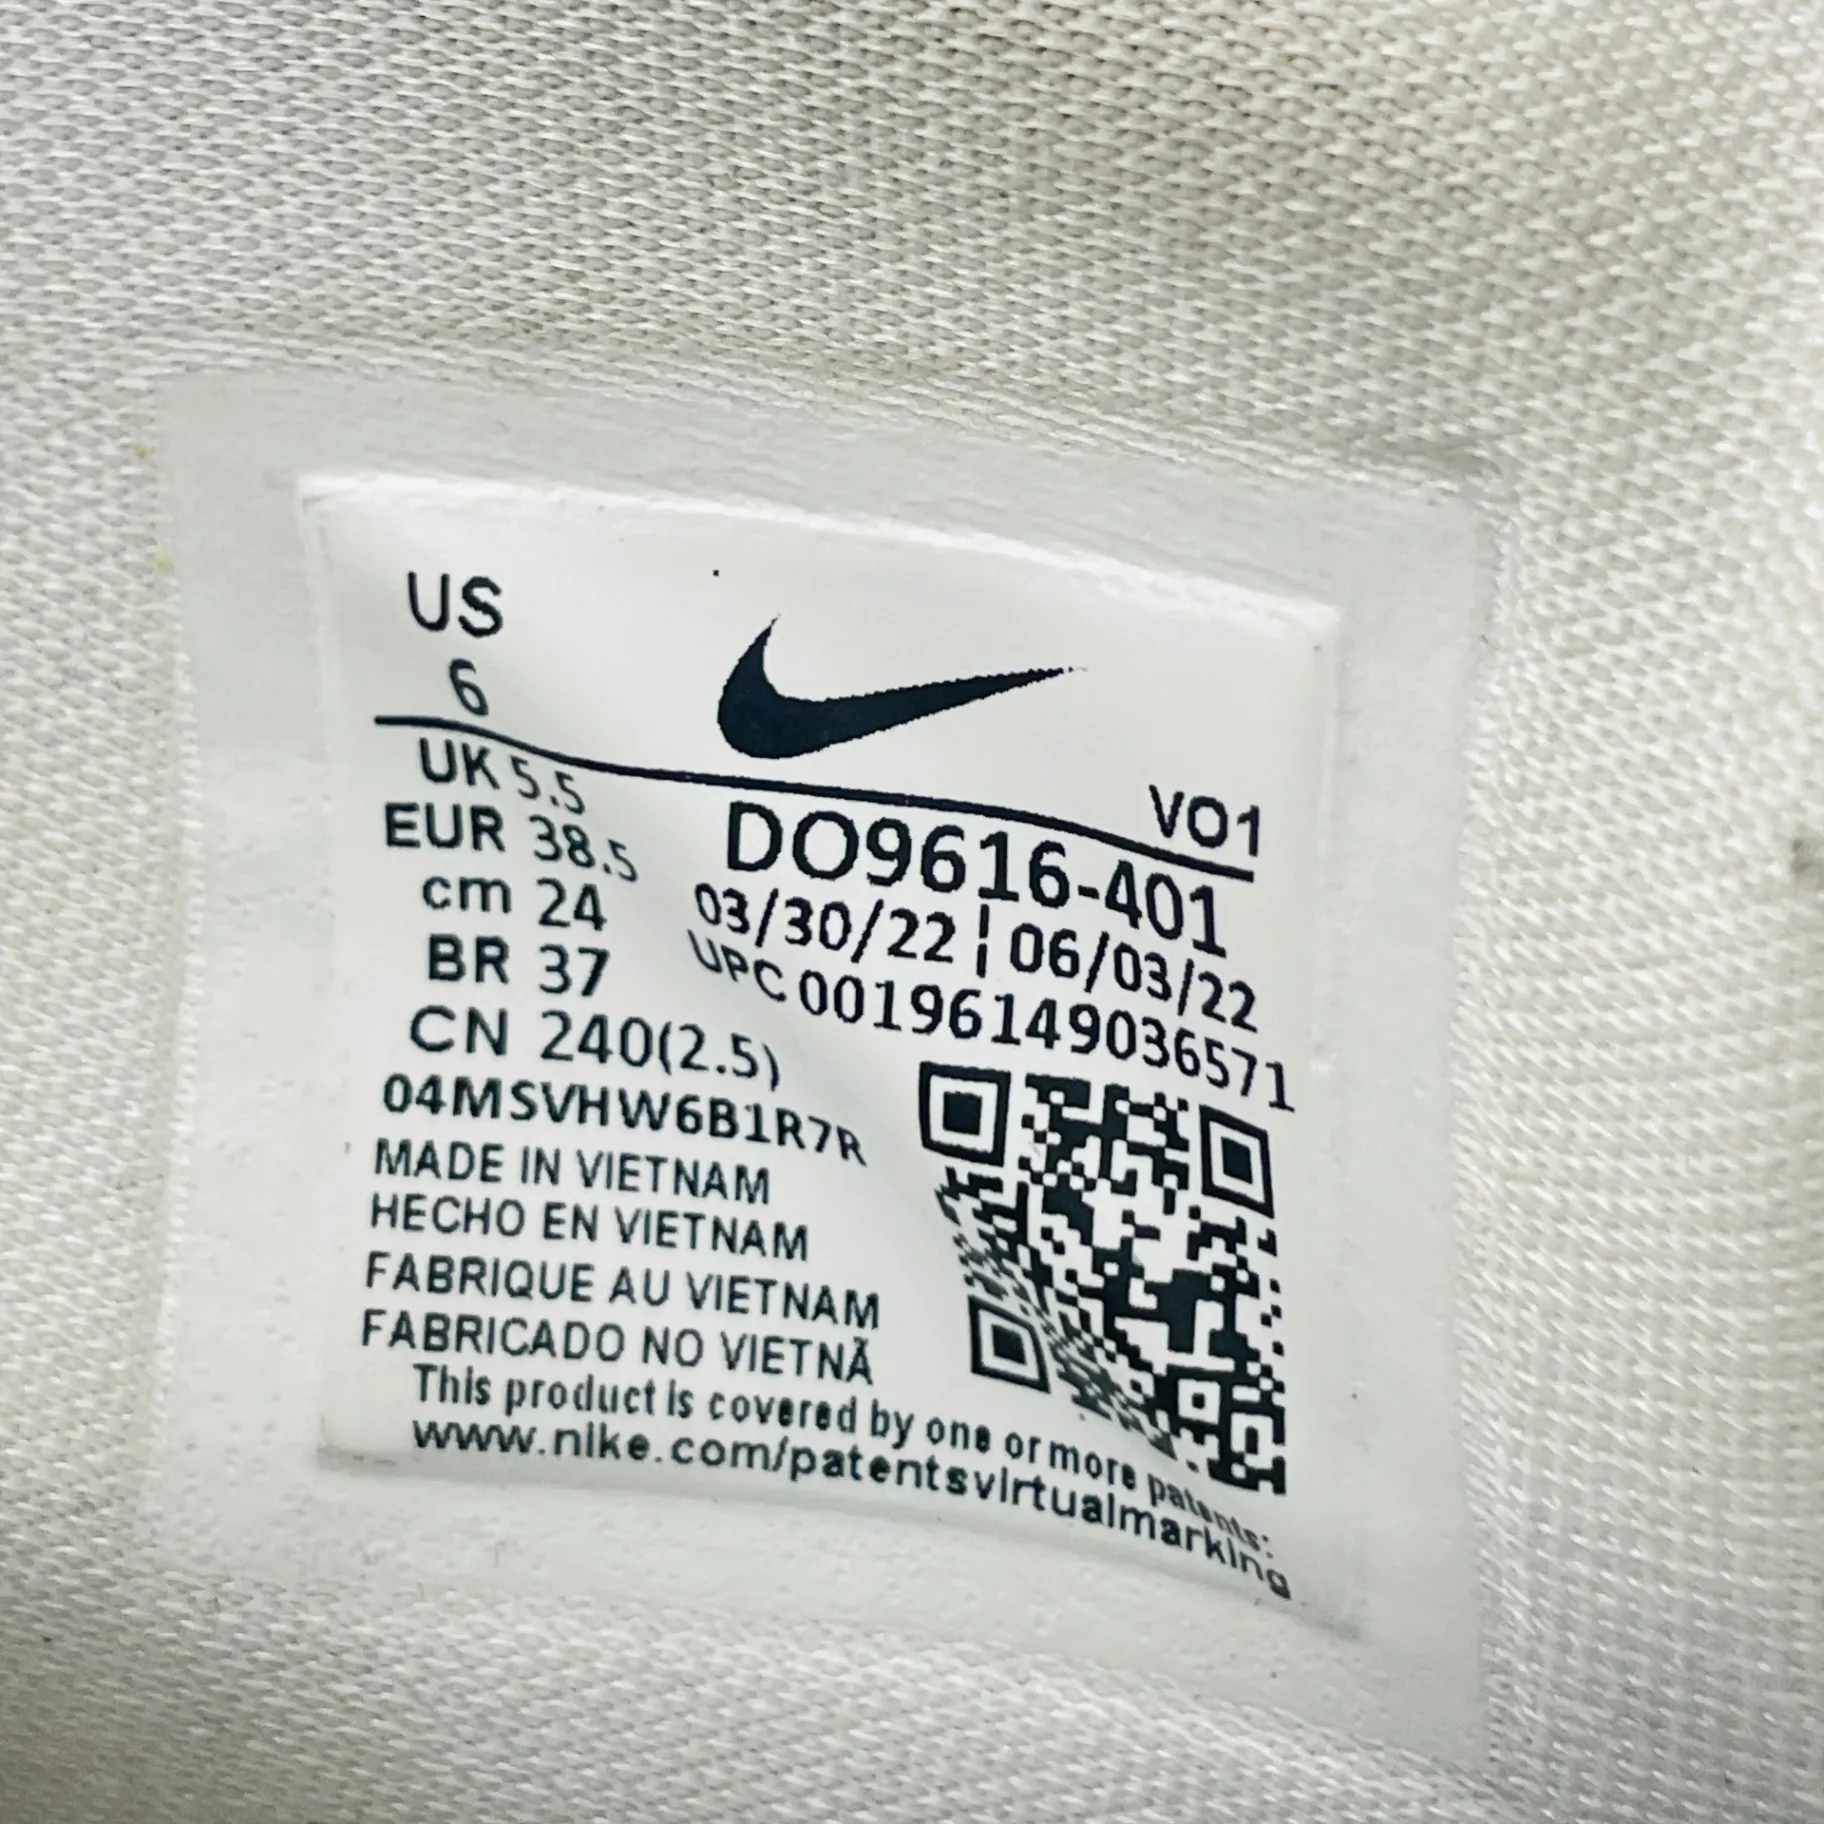 US
6
UK 5.5
EUR 38.5
cm 24
BR 37
CN 240(2.5)
VO1
DO9616-401
03/30/22 ¦ 06/03/22
UPC 00196149036571
04MSVHW6B1R7R
MADE IN VIETNAM
HECHO EN VIETNAM
FABRIQUE AU VIETNAM
FABRICADO NO VIETNÃ
This product is covered by one or more patents:
www.nike.com/patentsvirtualmarking